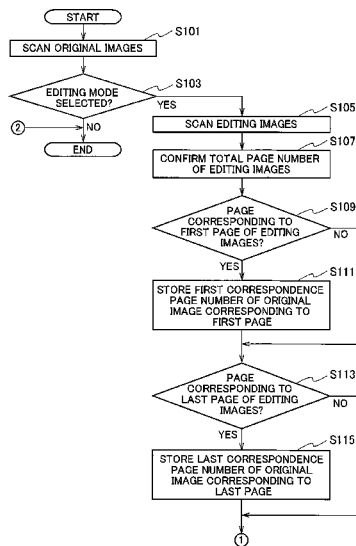 START
S101
SCAN ORIGINAL IMAGES
S103
EDITING MODE
SELECTED?
YES
2
NO
END
S105
SCAN EDITING IMAGES
S107
CONFIRM TOTAL PAGE NUMBER
OF EDITING IMAGES
S109
PAGE
CORRESPONDING TO
FIRST PAGE OF EDITING
IMAGES?
NO
YES
S111
STORE FIRST CORRESPONDENCE
PAGE NUMBER OF ORIGINAL
IMAGE CORRESPONDING TO
FIRST PAGE
S113
PAGE
CORRESPONDING TO
LAST PAGE OF EDITING
IMAGES?
NO
YES
S115
STORE LAST CORRESPONDENCE
PAGE NUMBER OF ORIGINAL
IMAGE CORRESPONDING TO
LAST PAGE
1